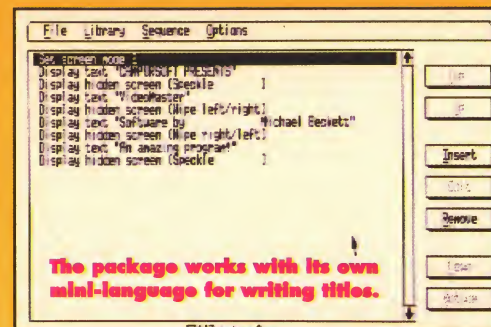 File Library Sequence Options
Set screen mode
Display text "CAMPURSOFT PRESENTS"
Display hidden screen (Speckle ]
Display text "VideoMaster"
Display hidden screen (Wipe left/right]
Display text "Software by Michael Beckett"
Display hidden screen (Wipe right/left]
Display text "An amazing program!"
Display hidden screen (Speckle ]
Insert
Remove
The package works with its own
mini-language for writing titles.